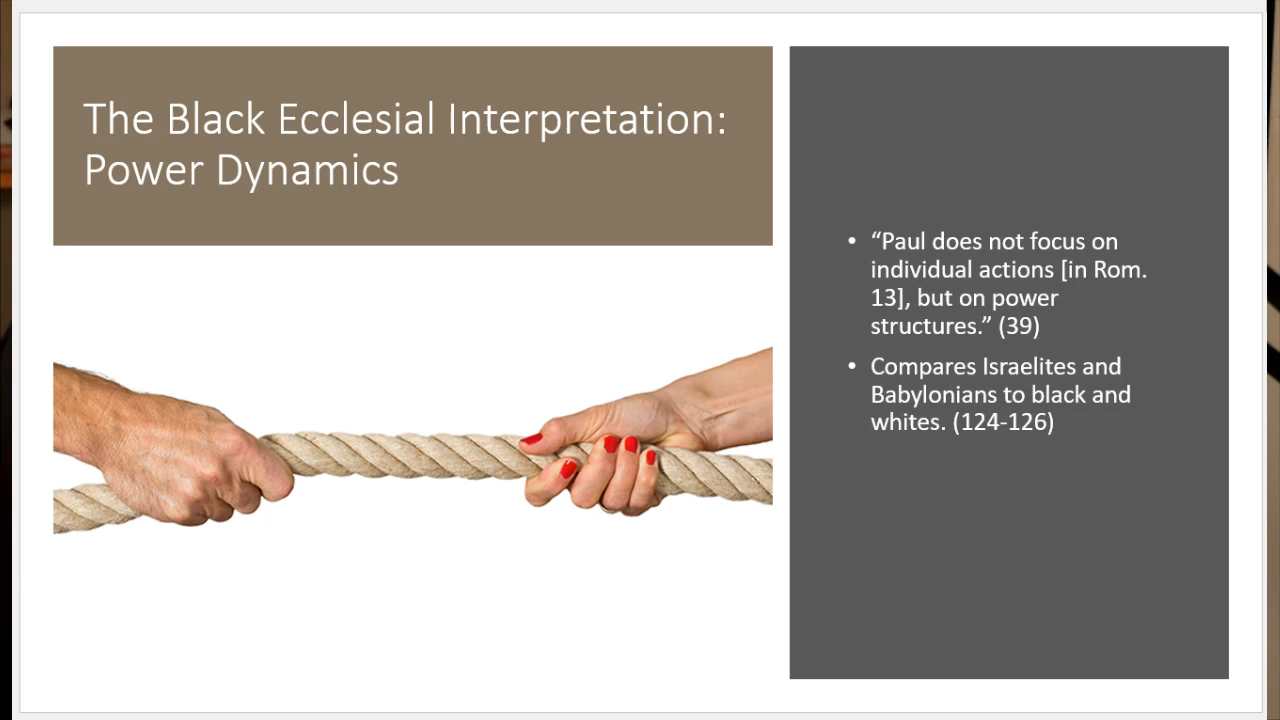 The Black Ecclesial Interpretation:
Power Dynamics
• “Paul does not focus on
individual actions [in Rom.
13], but on power
structures.” (39)
• Compares Israelites and
Babylonians to black and
whites. (124-126)